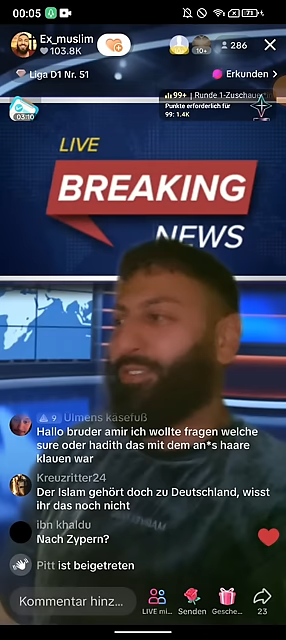 00:05
71
Ex_muslim
103.8K
10+
286
Liga D1 Nr. 51
Erkunden
99+ | Runde 1-Zuschauer
Punkte erforderlich für
99: 1.4K
03:10
LIVE
BREAKING
NEWS
9 Ulmens käsefuß
Hallo bruder amir ich wollte fragen welche
sure oder hadith das mit dem an*s haare
klauen war
Kreuzritter24
Der Islam gehört doch zu Deutschland, wisst
ihr das noch nicht
ibn khaldu
Nach Zypern?
Pitt ist beigetreten
Kommentar hinz...
LIVE mi...
Senden
Gesche...
23